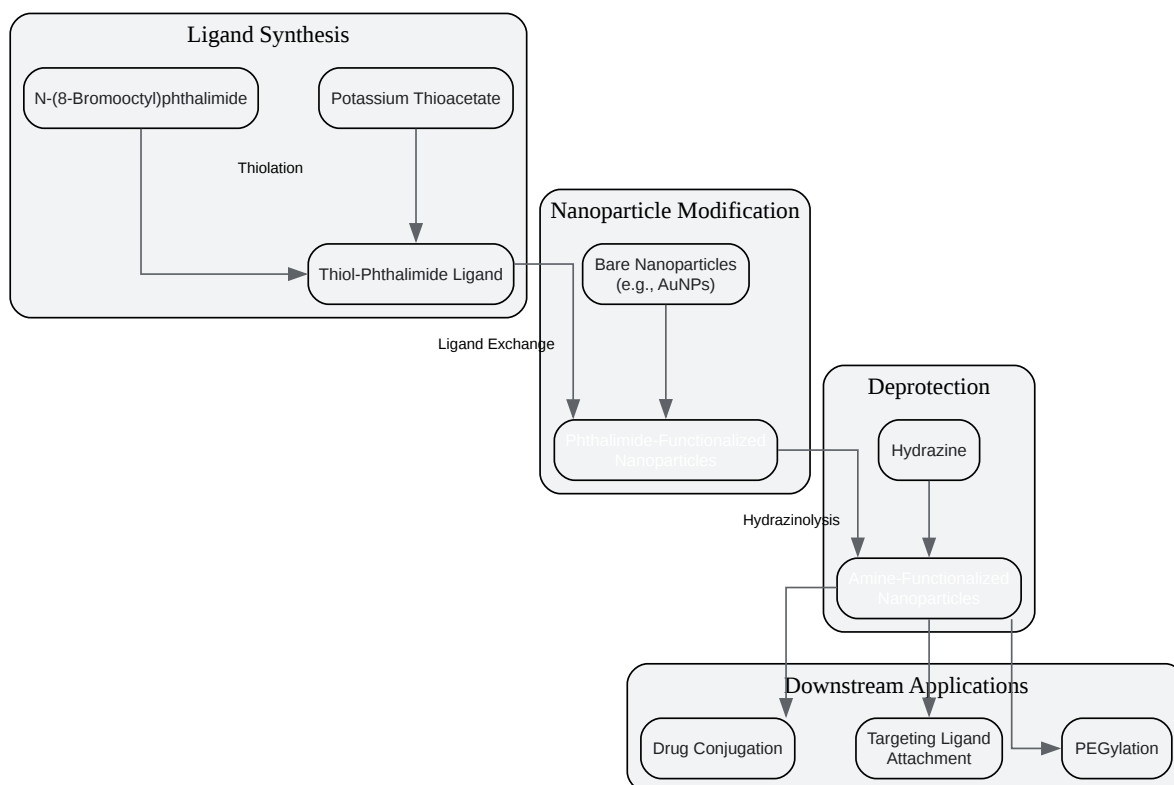 Ligand Synthesis
N-(8-Bromooctyl)phthalimide
Potassium Thioacetate
Thiolation
Thiol-Phthalimide Ligand
Nanoparticle Modification
Bare Nanoparticles
(e.g., AuNPs)
Ligand Exchange
Phthalimide-Functionalized
Nanoparticles
Deprotection
Hydrazine
Hydrazinolysis
Amine-Functionalized
Nanoparticles
Downstream Applications
Drug Conjugation
Targeting Ligand
Attachment
PEGylation